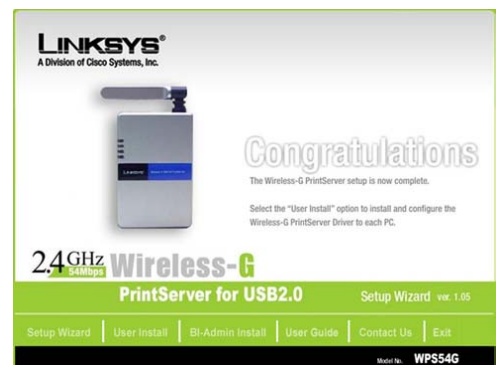 LINKSYS®
A Division of Cisco Systems, Inc.
Congratulations
The Wireless-G PrintServer setup is now complete.
Select the "User Install" option to install and configure the
Wireless-G PrintServer Driver to each PC.
LINKSYS
2.4 GHz
54Mbps
Wireless-G
PrintServer for USB2.0
Setup Wizard ver. 1.05
Setup Wizard
User Install
BI-Admin Install
User Guide
Contact Us
Exit
Model No. WPS54G